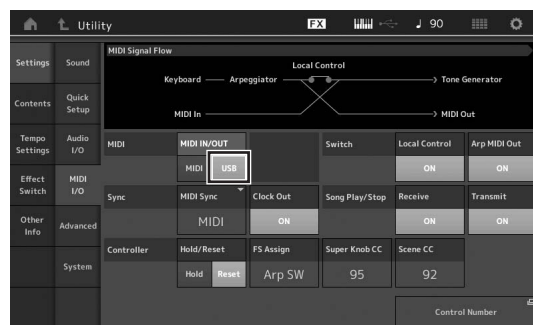 Utility
FX
90
Settings
Sound
Contents
Quick Setup
Tempo Settings
Audio I/O
Effect Switch
MIDI I/O
Other Info
Advanced
System
MIDI Signal Flow
Local Control
Keyboard
Arpeggiator
Tone Generator
MIDI In
MIDI Out
MIDI
MIDI IN/OUT
MIDI
USB
Switch
Local Control
ON
Arp MIDI Out
ON
Sync
MIDI Sync
MIDI
Clock Out
ON
Song Play/Stop
Receive
ON
Transmit
ON
Controller
Hold/Reset
Hold
Reset
FS Assign
Arp SW
Super Knob CC
95
Scene CC
92
Control Number